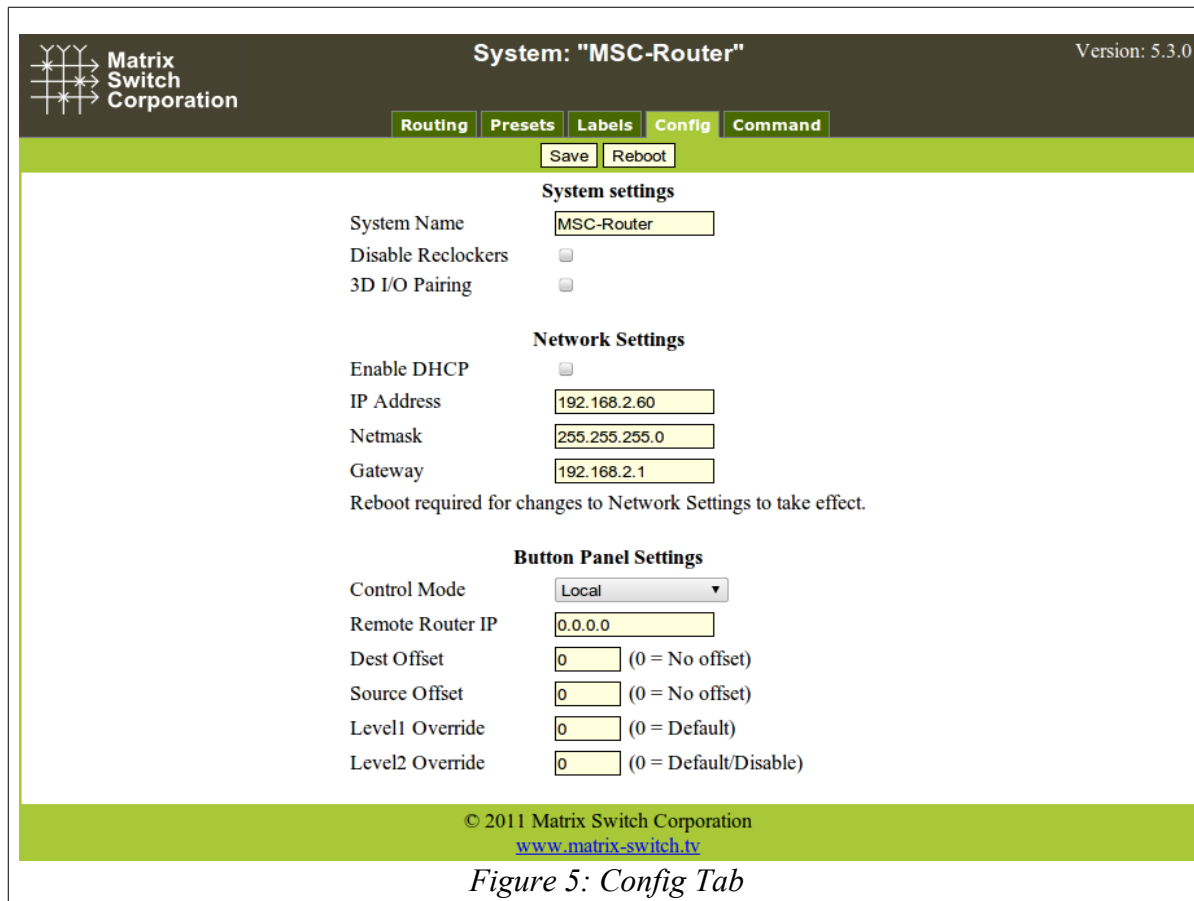 Matrix
Switch
Corporation
System: "MSC-Router"
Version: 5.3.0
Routing Presets Labels Config Command
Save Reboot
System settings
System Name MSC-Router
Disable Reclockers
3D I/O Pairing
Network Settings
Enable DHCP
IP Address 192.168.2.60
Netmask 255.255.255.0
Gateway 192.168.2.1
Reboot required for changes to Network Settings to take effect.
Button Panel Settings
Control Mode Local
Remote Router IP 0.0.0.0
Dest Offset 0 (0 = No offset)
Source Offset 0 (0 = No offset)
Level1 Override 0 (0 = Default)
Level2 Override 0 (0 = Default/Disable)
© 2011 Matrix Switch Corporation
www.matrix-switch.tv
Figure 5: Config Tab